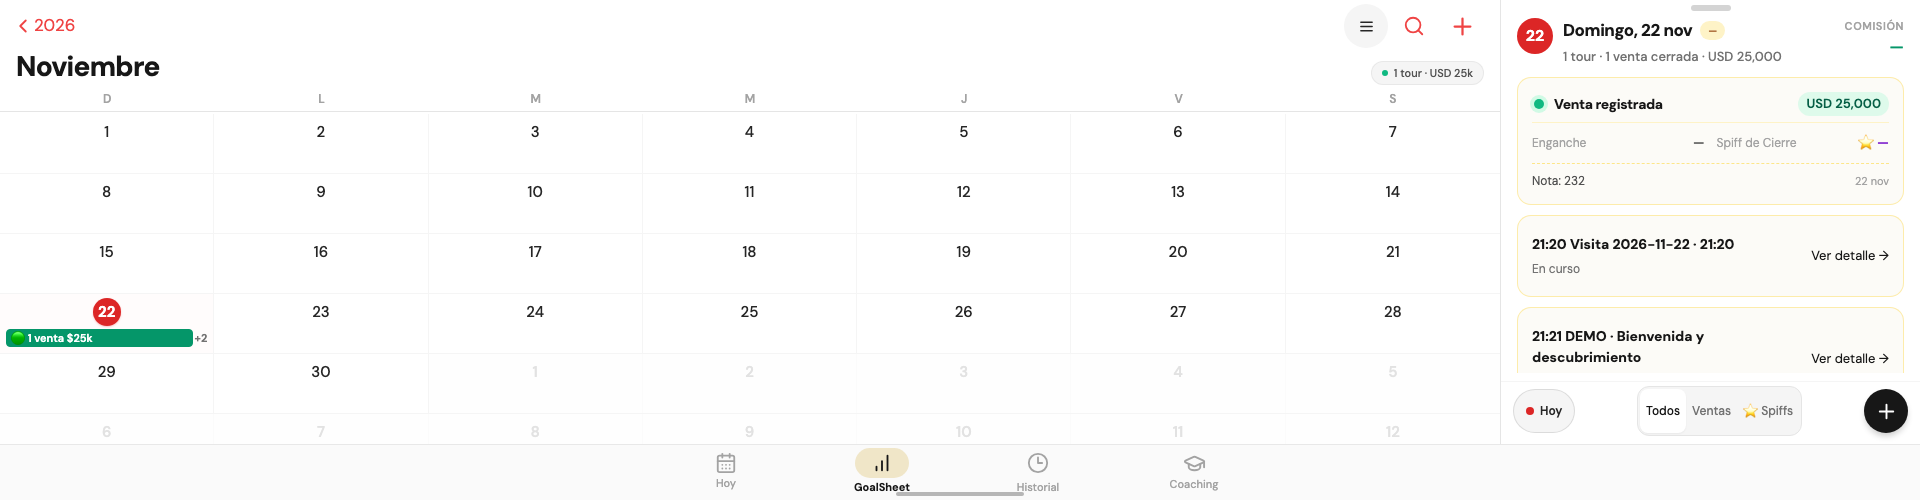 2026
Noviembre
1 tour · USD 25k
D L M M J V S
1 2 3 4 5 6 7
8 9 10 11 12 13 14
15 16 17 18 19 20 21
22 23 24 25 26 27 28
1 venta $25k +2
29 30 1 2 3 4 5
6 7 8 9 10 11 12
22 Domingo, 22 nov – COMISIÓN
–
1 tour · 1 venta cerrada · USD 25,000
Venta registrada USD 25,000
Enganche – Spiff de Cierre ⭐ –
Nota: 232 22 nov
21:20 Visita 2026-11-22 · 21:20
En curso
Ver detalle →
21:21 DEMO · Bienvenida y
descubrimiento
Ver detalle →
Hoy Todos Ventas ⭐ Spiffs
Hoy GoalSheet Historial Coaching